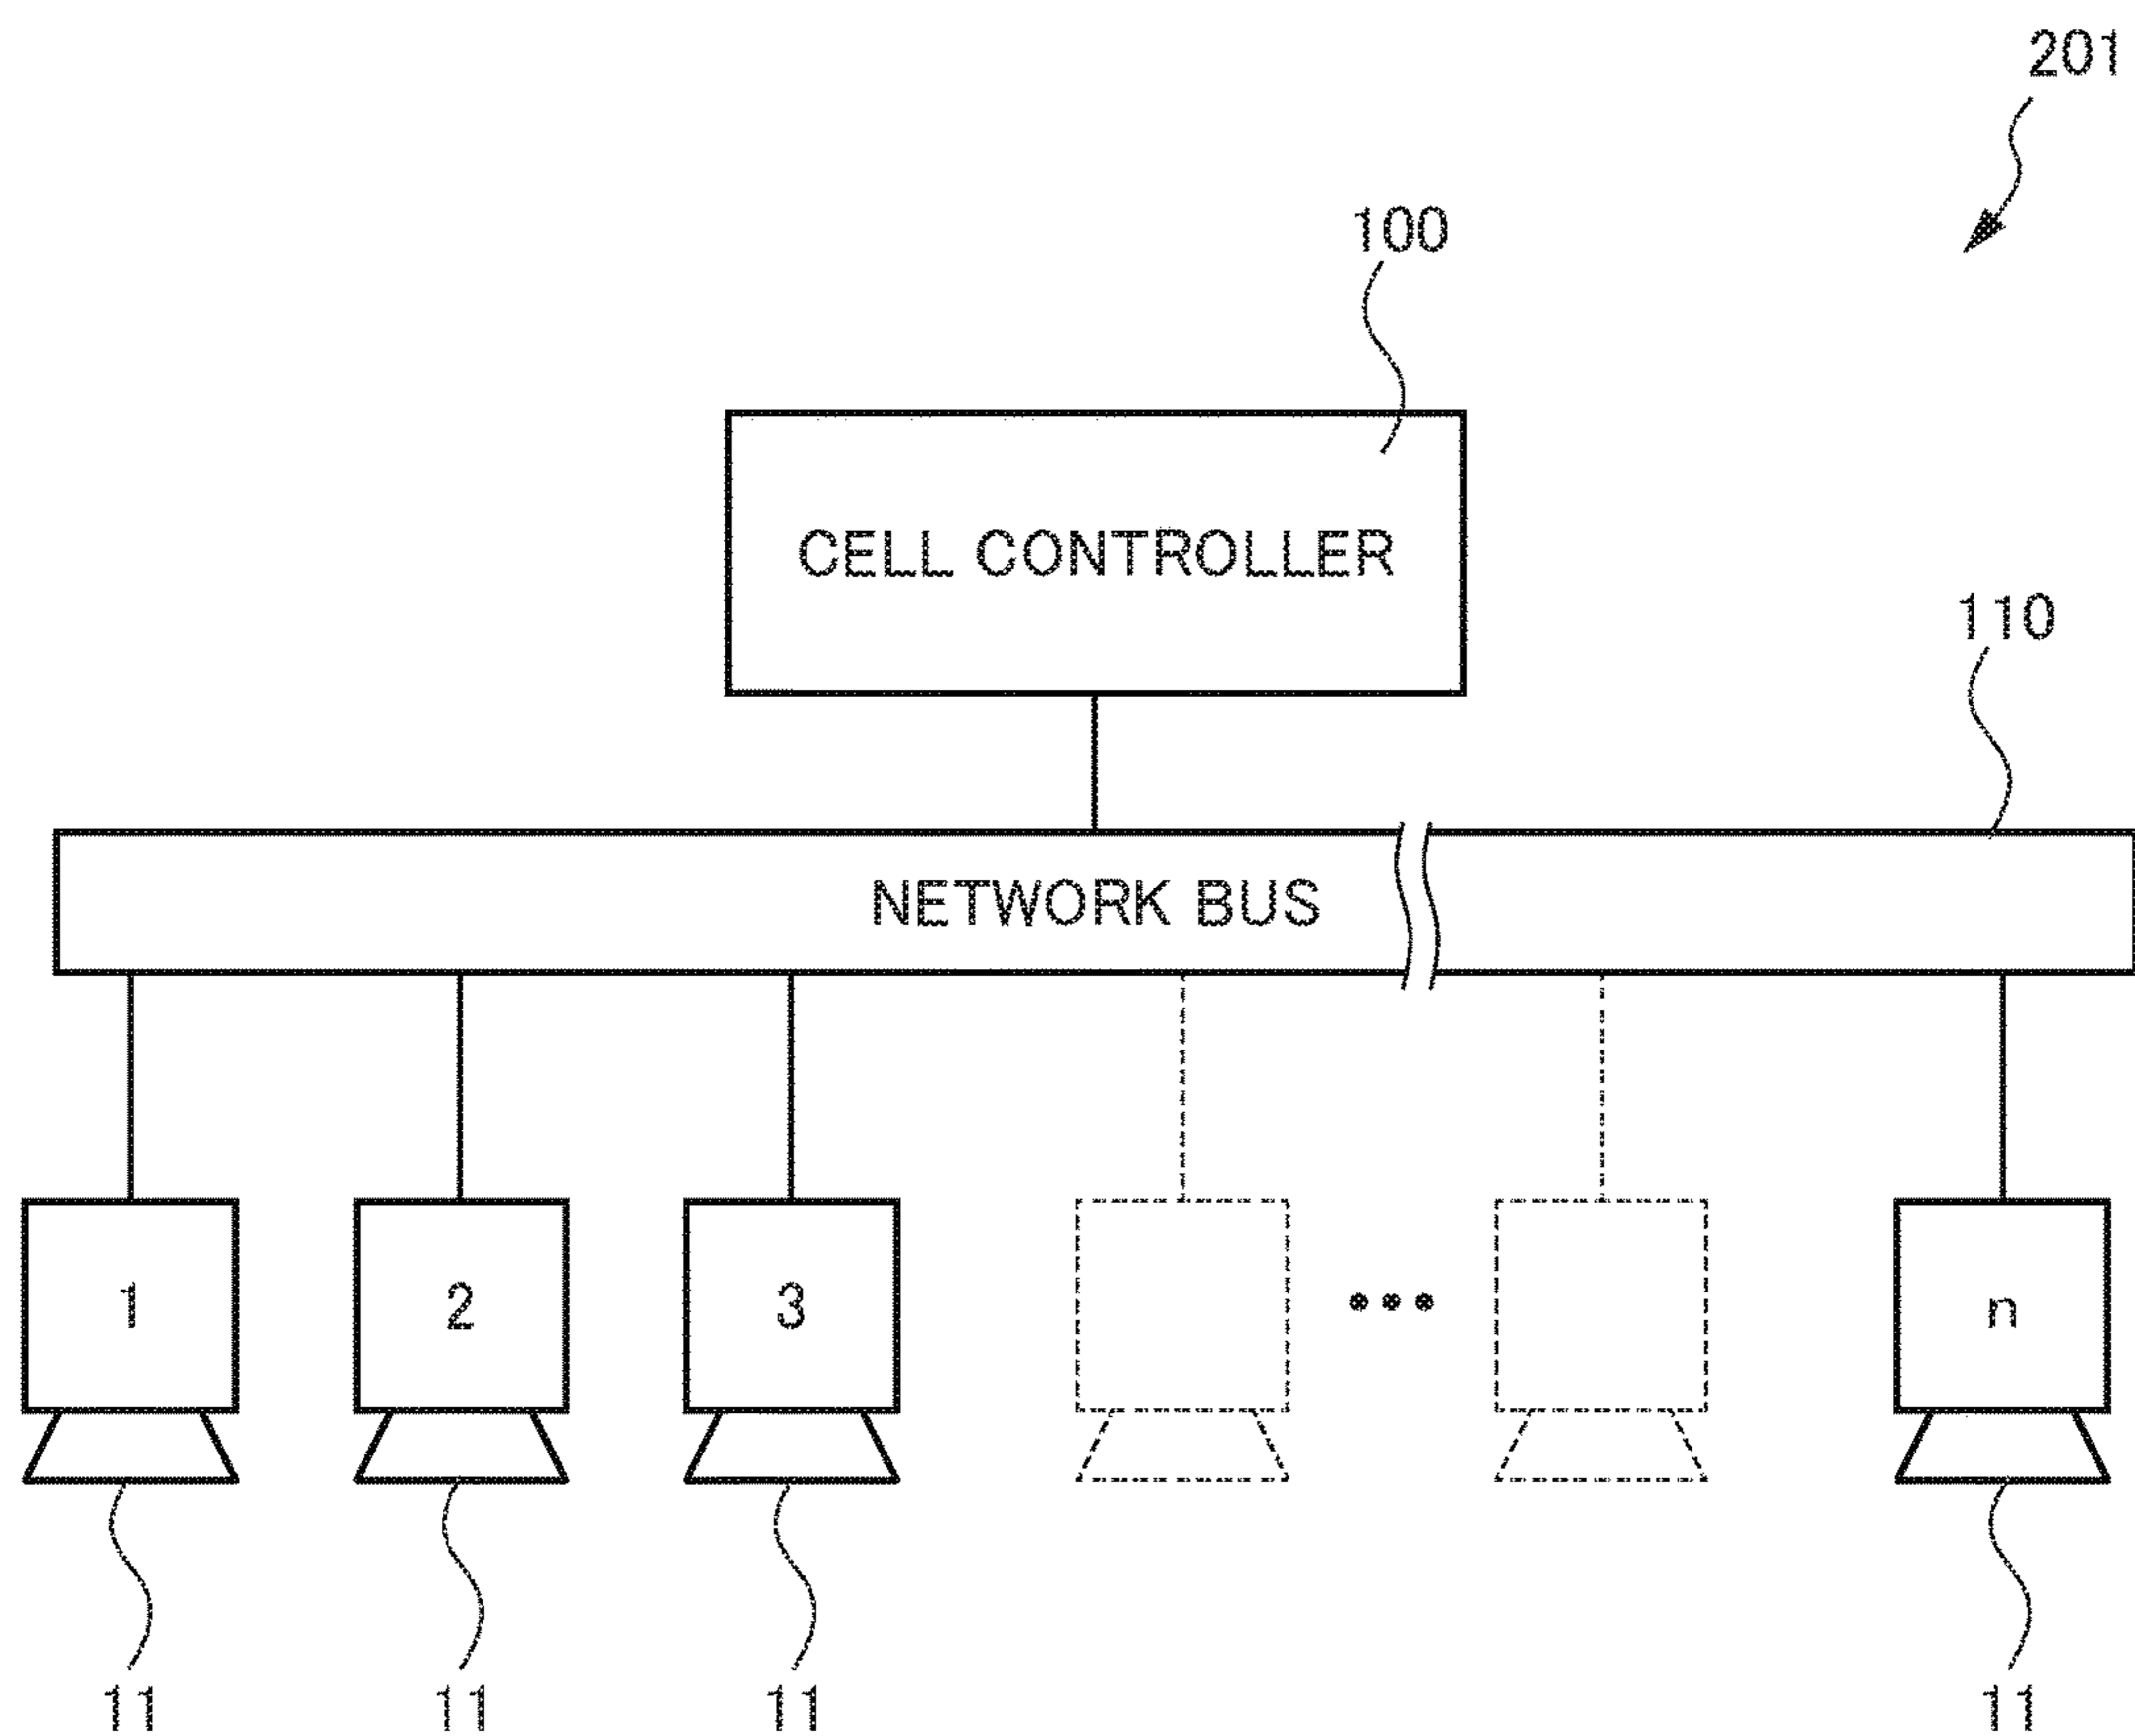 201
100
CELL CONTROLLER
110
NETWORK BUS
1 2 3 ••• n
11 11 11 11